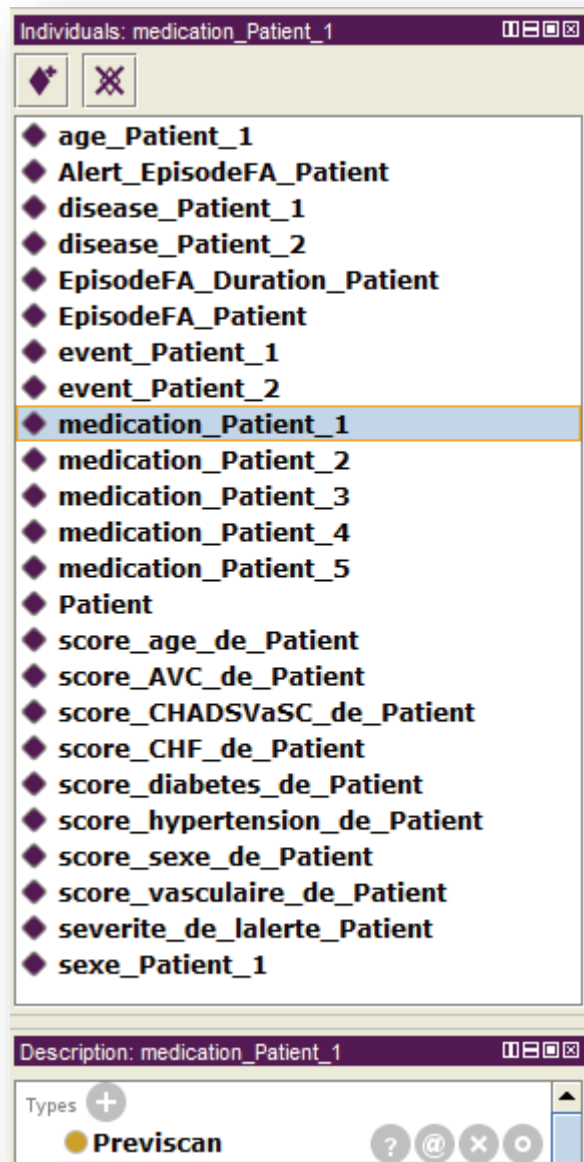 Individuals: medication_Patient_1
age_Patient_1
Alert_EpisodeFA_Patient
disease_Patient_1
disease_Patient_2
EpisodeFA_Duration_Patient
EpisodeFA_Patient
event_Patient_1
event_Patient_2
medication_Patient_1
medication_Patient_2
medication_Patient_3
medication_Patient_4
medication_Patient_5
Patient
score_age_de_Patient
score_AVC_de_Patient
score_CHADSVaSC_de_Patient
score_CHF_de_Patient
score_diabetes_de_Patient
score_hypertension_de_Patient
score_sexe_de_Patient
score_vasculaire_de_Patient
severite_de_lalerte_Patient
sexe_Patient_1
Description: medication_Patient_1
Types
Previscan ? @